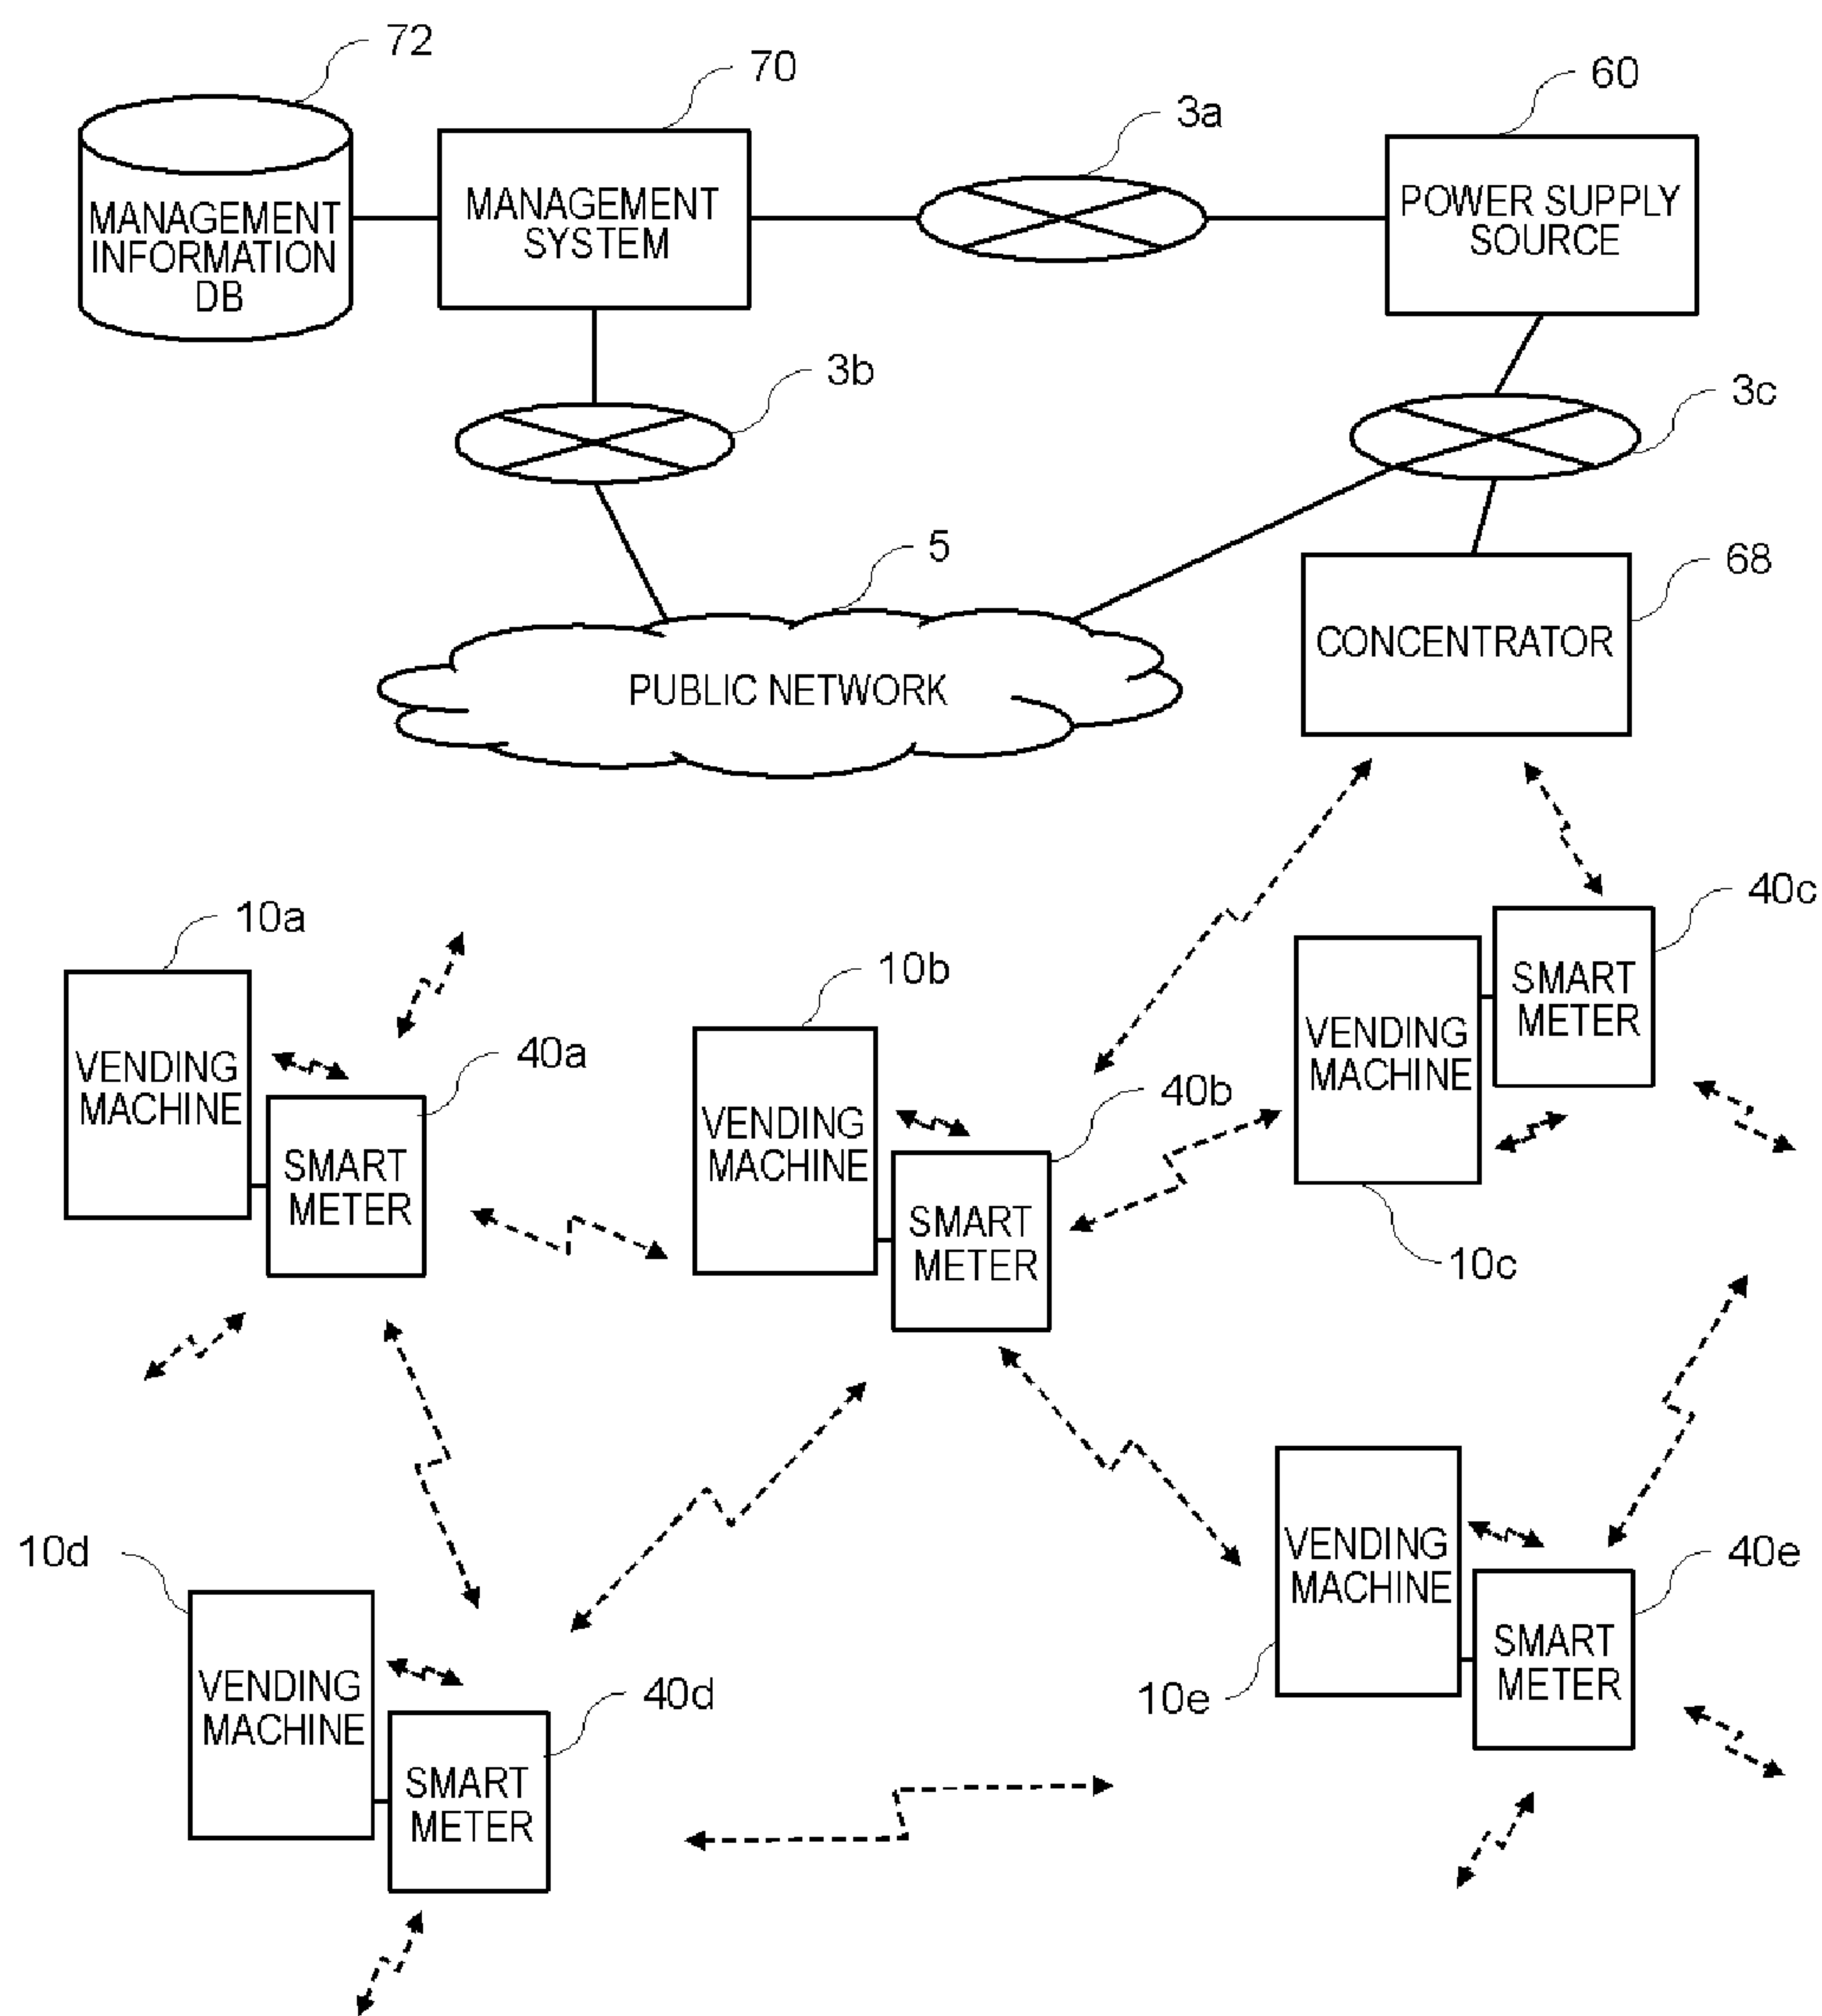 72
70
60
3a
MANAGEMENT
INFORMATION
DB
MANAGEMENT
SYSTEM
POWER SUPPLY
SOURCE
3b
3c
5
68
PUBLIC NETWORK
CONCENTRATOR
10a
VENDING
MACHINE
40a
SMART
METER
10b
VENDING
MACHINE
40b
SMART
METER
40c
SMART
METER
VENDING
MACHINE
10c
10d
VENDING
MACHINE
40d
SMART
METER
VENDING
MACHINE
10e
40e
SMART
METER